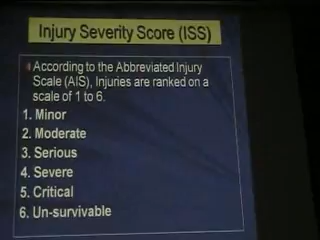 Injury Severity Score (ISS)
According to the Abbreviated Injury
Scale (AIS), Injuries are ranked on a
scale of 1 to 6.
1. Minor
2. Moderate
3. Serious
4. Severe
5. Critical
6. Un-survivable